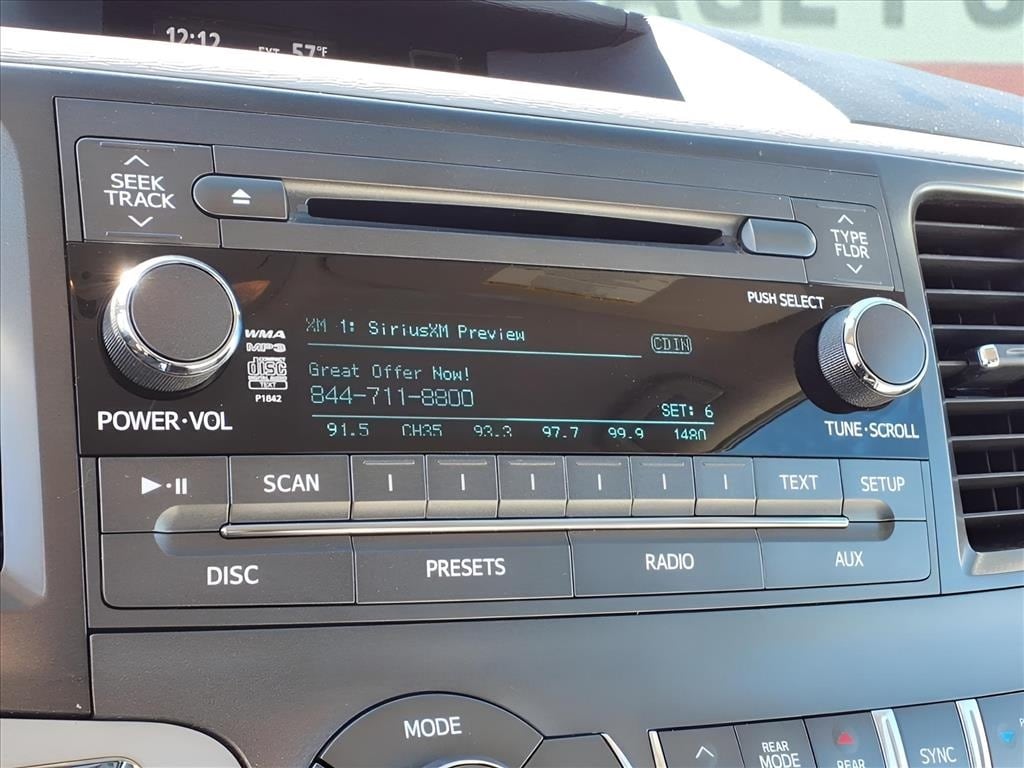 12:12 EXT 57°F
SEEK
TRACK
TYPE
FLDR
PUSH SELECT
XM 1: SiriusXM Preview
CD IN
WMA
MP3
disc
TEXT
P1842
Great Offer Now!
844-711-8800
SET: 6
91.5 CH35 93.3 97.7 99.9 1480
POWER·VOL
TUNE·SCROLL
SCAN
TEXT
SETUP
DISC
PRESETS
RADIO
AUX
MODE
REAR
MODE
REAR
SYNC